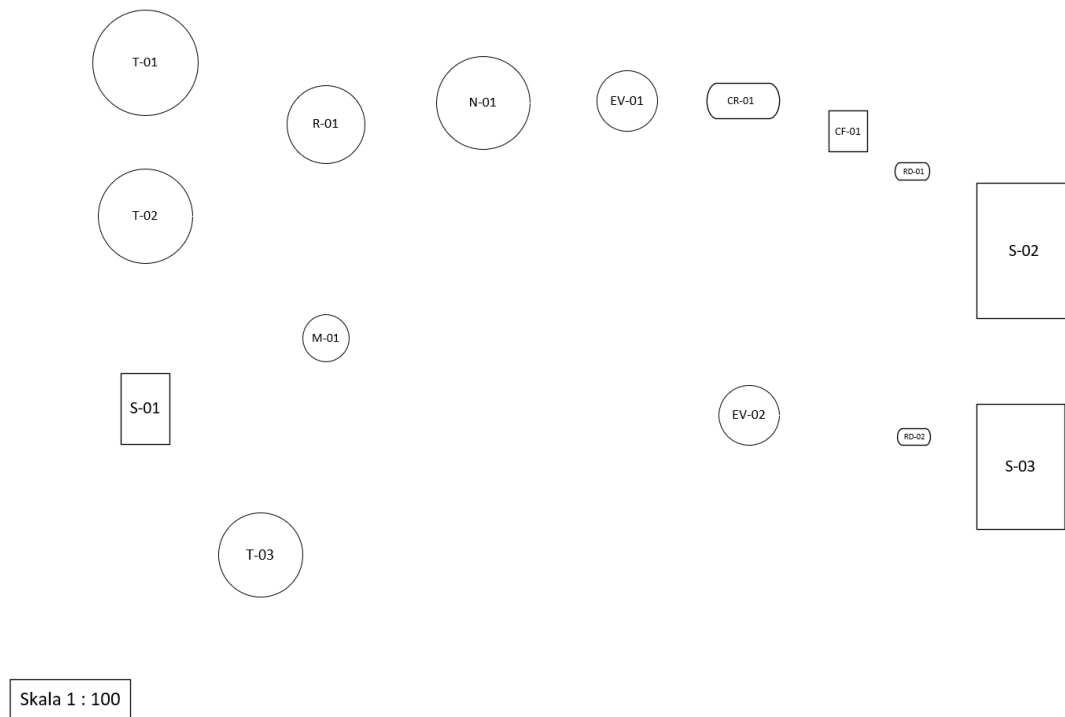 T-01
R-01
N-01
EV-01
CR-01
CF-01
RD-01
T-02
S-02
M-01
S-01
EV-02
RD-02
S-03
T-03
Skala 1 : 100